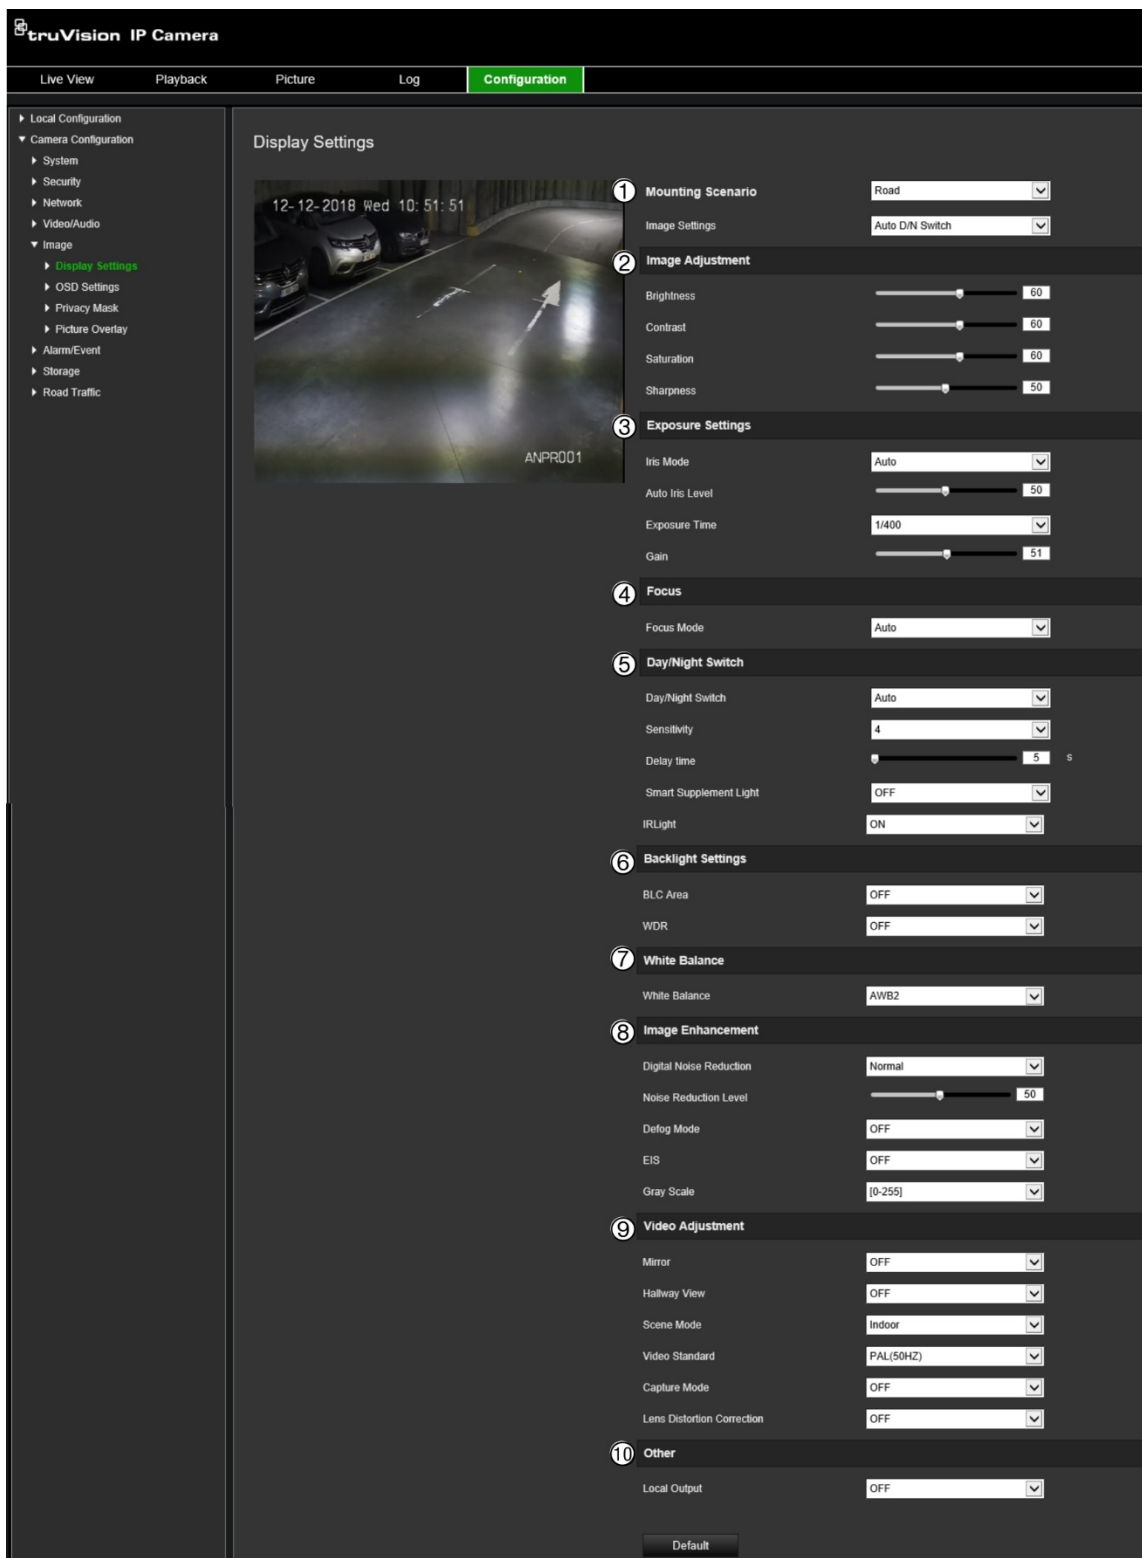 truVision IP Camera
Live View Playback Picture Log Configuration
Local Configuration
Camera Configuration
System
Security
Network
Video/Audio
Image
Display Settings
OSD Settings
Privacy Mask
Picture Overlay
Alarm/Event
Storage
Road Traffic
Display Settings
12-12-2018 Wed 10:51:51
ANPR001
1 Mounting Scenario Road
Image Settings Auto D/N Switch
2 Image Adjustment
Brightness 60
Contrast 60
Saturation 60
Sharpness 50
3 Exposure Settings
Iris Mode Auto
Auto Iris Level 50
Exposure Time 1/400
Gain 51
4 Focus
Focus Mode Auto
5 Day/Night Switch
Day/Night Switch Auto
Sensitivity 4
Delay time 5 s
Smart Supplement Light OFF
IRLight ON
6 Backlight Settings
BLC Area OFF
WDR OFF
7 White Balance
White Balance AWB2
8 Image Enhancement
Digital Noise Reduction Normal
Noise Reduction Level 50
Defog Mode OFF
EIS OFF
Gray Scale [0-255]
9 Video Adjustment
Mirror OFF
Hallway View OFF
Scene Mode Indoor
Video Standard PAL(50HZ)
Capture Mode OFF
Lens Distortion Correction OFF
10 Other
Local Output OFF
Default